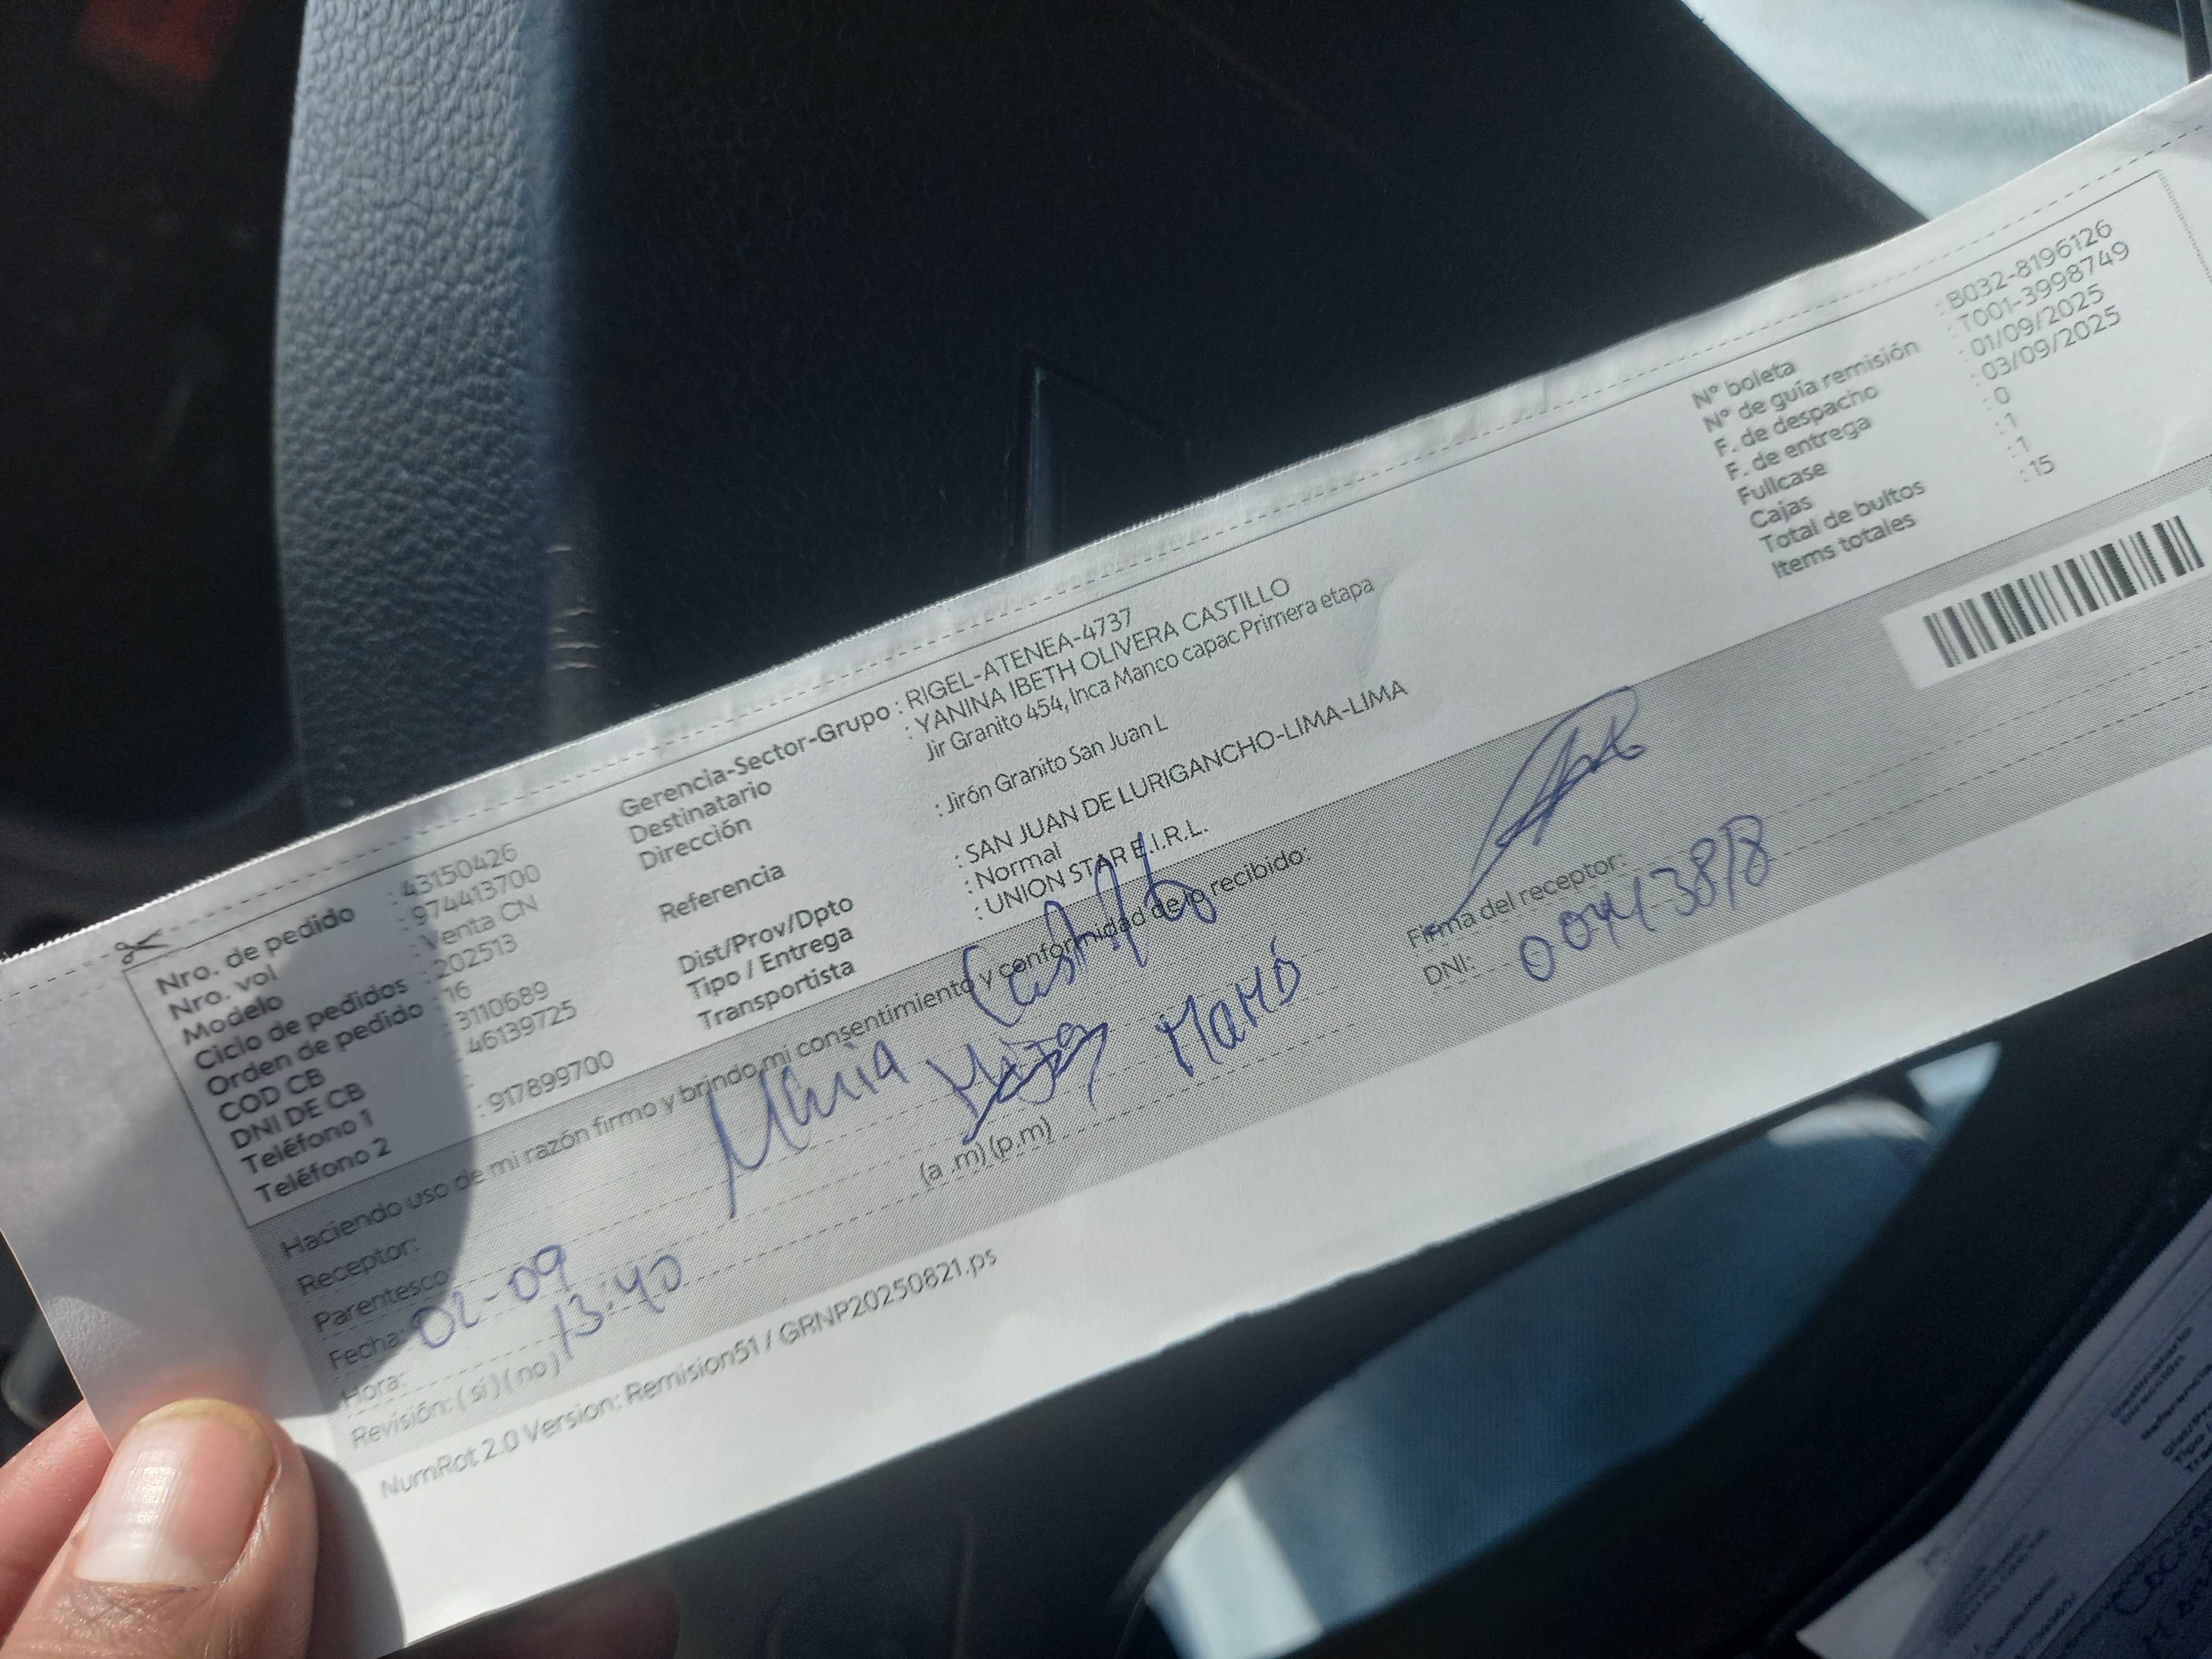 Nro. de pedido : 43150426
Nro. vol : 974413700
Modelo : Venta CN
Ciclo de pedidos : 202513
Orden de pedido : 16
COD CB : 3110689
DNI DE CB : 46139725
Teléfono 1 :
Teléfono 2 : 917899700
Gerencia-Sector-Grupo : RIGEL-ATENEA-4737
Destinatario : YANINA IBETH OLIVERA CASTILLO
Dirección Jir Granito 454, Inca Manco capac Primera etapa
Referencia : Jirón Granito San Juan L
Dist/Prov/Dpto : SAN JUAN DE LURIGANCHO-LIMA-LIMA
Tipo / Entrega : Normal
Transportista : UNION STAR E.I.R.L.
N° boleta : B032-8196126
N° de guía remisión : T001-3998749
F. de despacho : 01/09/2025
F. de entrega : 03/09/2025
Fullcase : 0
Cajas : 1
Total de bultos : 1
Items totales : 15
Haciendo uso de mi razón firmo y brindo mi consentimiento y conformidad de lo recibido:
Receptor: Maria Castillo
Parentesco: Mamá
Fecha: 02-09
Hora: 13:40 (a .m) (p.m)
Revisión: ( si ) ( no )
Firma del receptor:
DNI:
NumRot 2.0 Version: Remision51 / GRNP20250821.ps